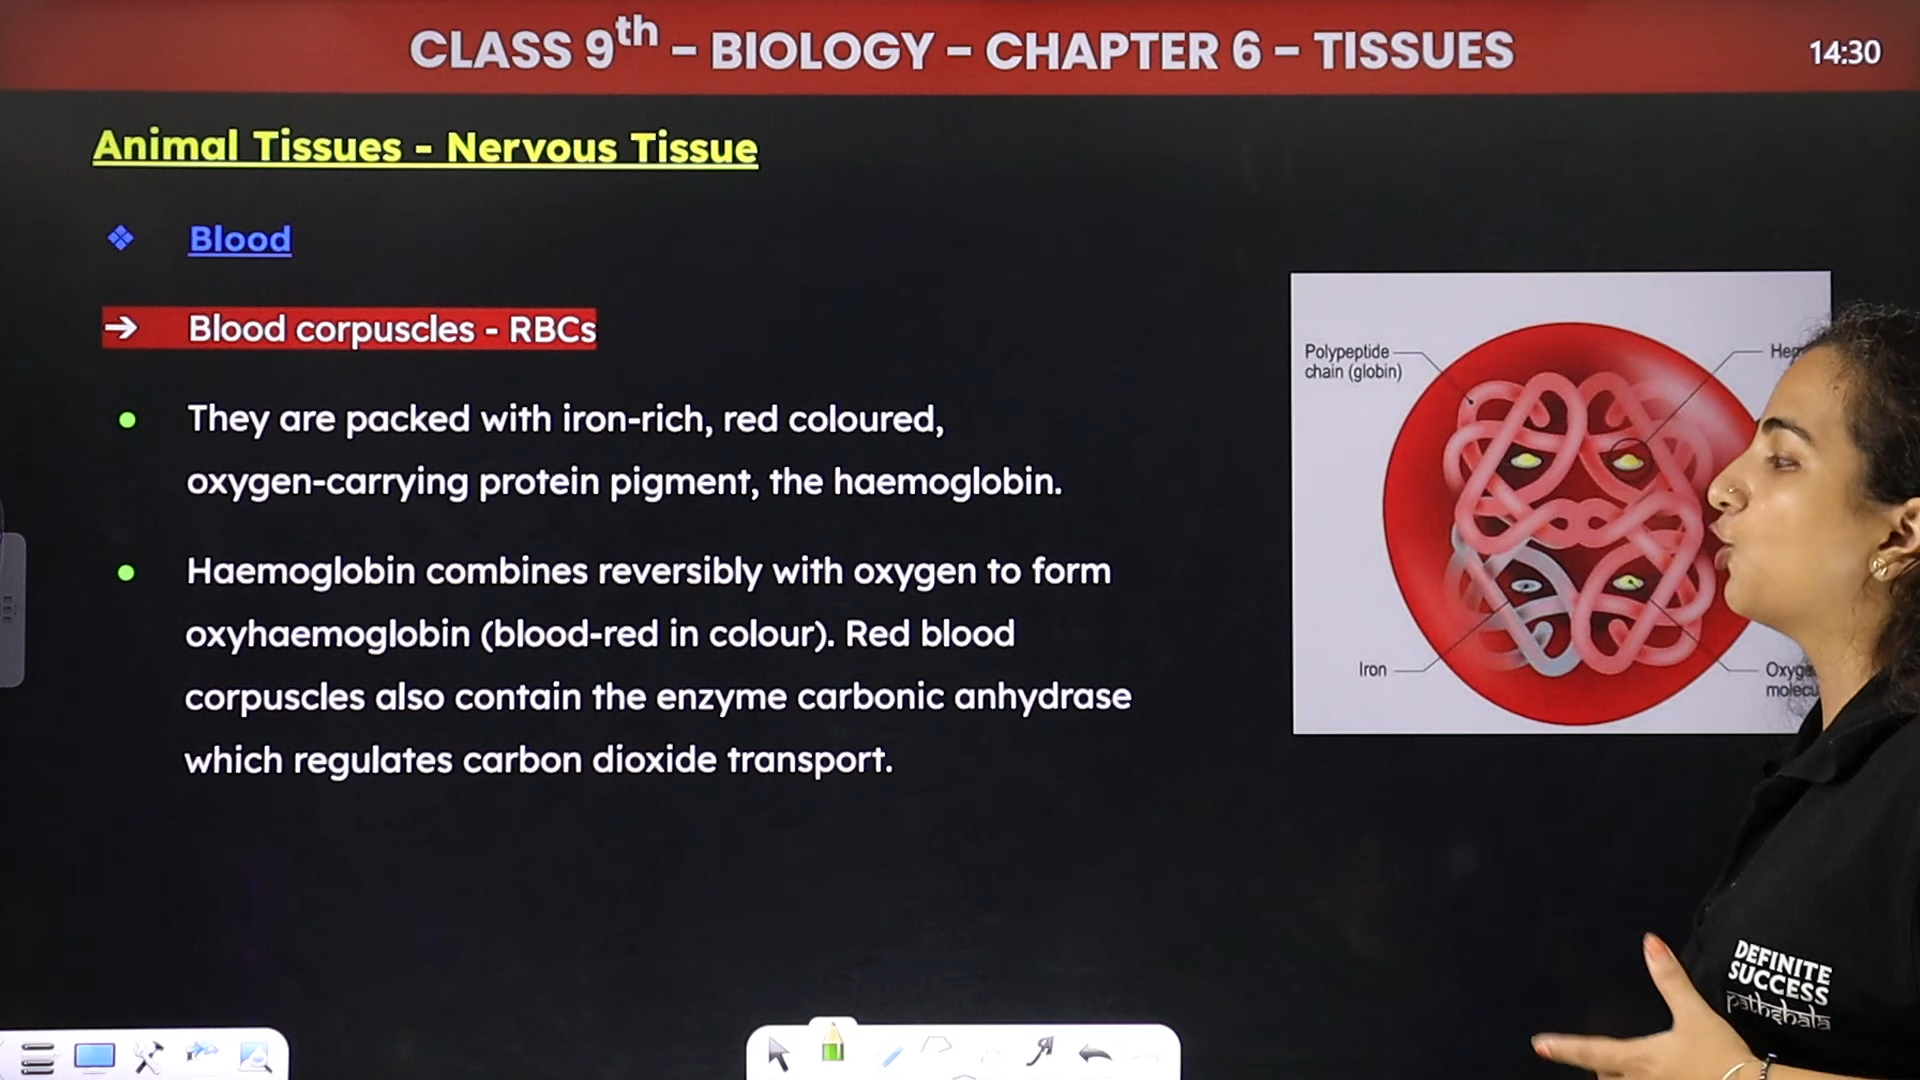 CLASS 9th – BIOLOGY – CHAPTER 6 – TISSUES
14:30
Animal Tissues - Nervous Tissue
❖ Blood
→ Blood corpuscles - RBCs
● They are packed with iron-rich, red coloured,
oxygen-carrying protein pigment, the haemoglobin.
● Haemoglobin combines reversibly with oxygen to form
oxyhaemoglobin (blood-red in colour). Red blood
corpuscles also contain the enzyme carbonic anhydrase
which regulates carbon dioxide transport.
Polypeptide
chain (globin)
Iron
DEFINITE
SUCCESS
pathshala